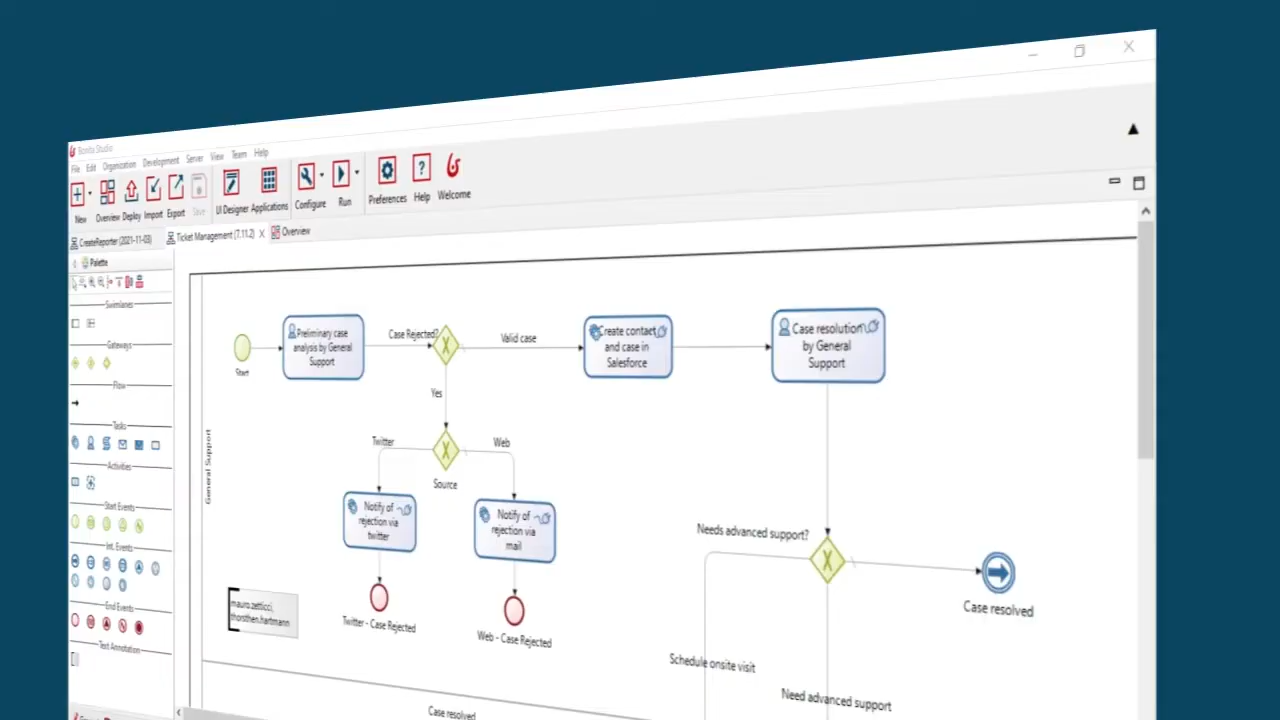 Bonita Studio
File Edit Organization Development Server View Team Help
New Overview Deploy Import Export Save UI Designer Applications Configure Run Preferences Help Welcome
CreateReporter (2021-11-03) Ticket Management (7.11.2) X Overview
Palette
Swimlanes
Gateways
Flow
Tasks
Activities
Start Events
Int. Events
End Events
Text Annotation
General Support
Start
Preliminary case
analysis by General
Support
Case Rejected?
Valid case
Create contact
and case in
Salesforce
Case resolution
by General
Support
Yes
Twitter
Web
Source
Notify of
rejection via
twitter
Notify of
rejection via
mail
Needs advanced support?
Case resolved
mauro.zetticci,
thorsthen.hartmann
Twitter - Case Rejected
Web - Case Rejected
Schedule onsite visit
Need advanced support
Case resolved